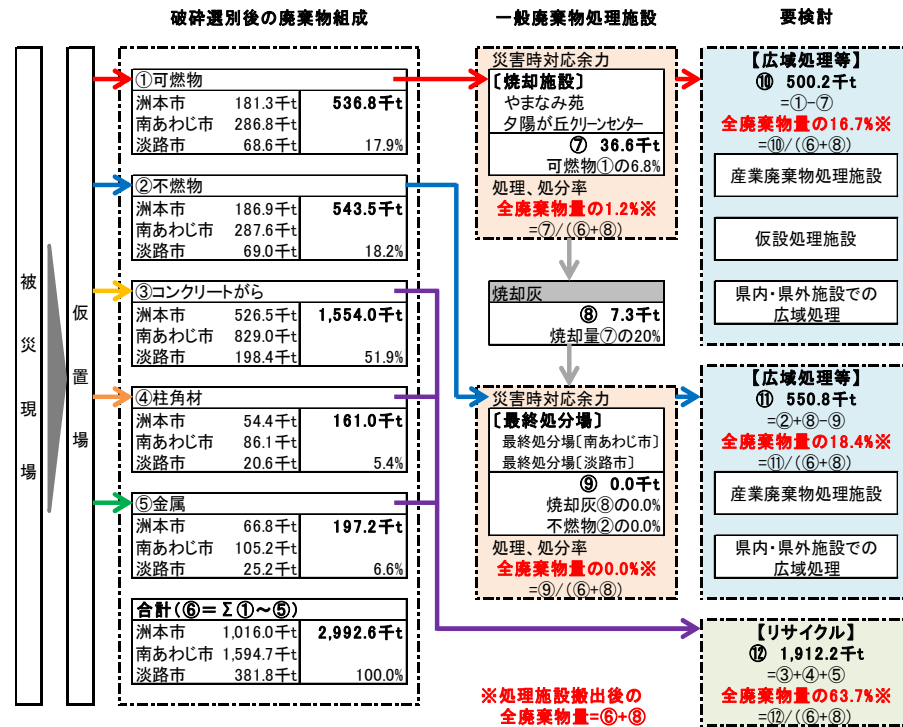 破砕選別後の廃棄物組成
一般廃棄物処理施設
要検討
被災現場
仮置場
①可燃物
洲本市 181.3千t 536.8千t
南あわじ市 286.8千t
淡路市 68.6千t 17.9%
②不燃物
洲本市 186.9千t 543.5千t
南あわじ市 287.6千t
淡路市 69.0千t 18.2%
③コンクリートがら
洲本市 526.5千t 1,554.0千t
南あわじ市 829.0千t
淡路市 198.4千t 51.9%
④柱角材
洲本市 54.4千t 161.0千t
南あわじ市 86.1千t
淡路市 20.6千t 5.4%
⑤金属
洲本市 66.8千t 197.2千t
南あわじ市 105.2千t
淡路市 25.2千t 6.6%
合計(⑥=Σ①～⑤)
洲本市 1,016.0千t 2,992.6千t
南あわじ市 1,594.7千t
淡路市 381.8千t 100.0%
災害時対応余力
〔焼却施設〕
やまなみ苑
夕陽が丘クリーンセンター
⑦ 36.6千t
可燃物①の6.8%
処理、処分率
全廃棄物量の1.2%※
=⑦/(⑥+⑧)
焼却灰
⑧ 7.3千t
焼却量⑦の20%
災害時対応余力
〔最終処分場〕
最終処分場〔南あわじ市〕
最終処分場〔淡路市〕
⑨ 0.0千t
焼却灰⑧の0.0%
不燃物②の0.0%
処理、処分率
全廃棄物量の0.0%※
=⑨/(⑥+⑧)
※処理施設搬出後の
全廃棄物量=⑥+⑧
【広域処理等】
⑩ 500.2千t
=①-⑦
全廃棄物量の16.7%※
=⑩/(⑥+⑧)
産業廃棄物処理施設
仮設処理施設
県内・県外施設での
広域処理
【広域処理等】
⑪ 550.8千t
=②+⑧-⑨
全廃棄物量の18.4%※
=⑪/(⑥+⑧)
産業廃棄物処理施設
県内・県外施設での
広域処理
【リサイクル】
⑫ 1,912.2千t
=③+④+⑤
全廃棄物量の63.7%※
=⑫/(⑥+⑧)